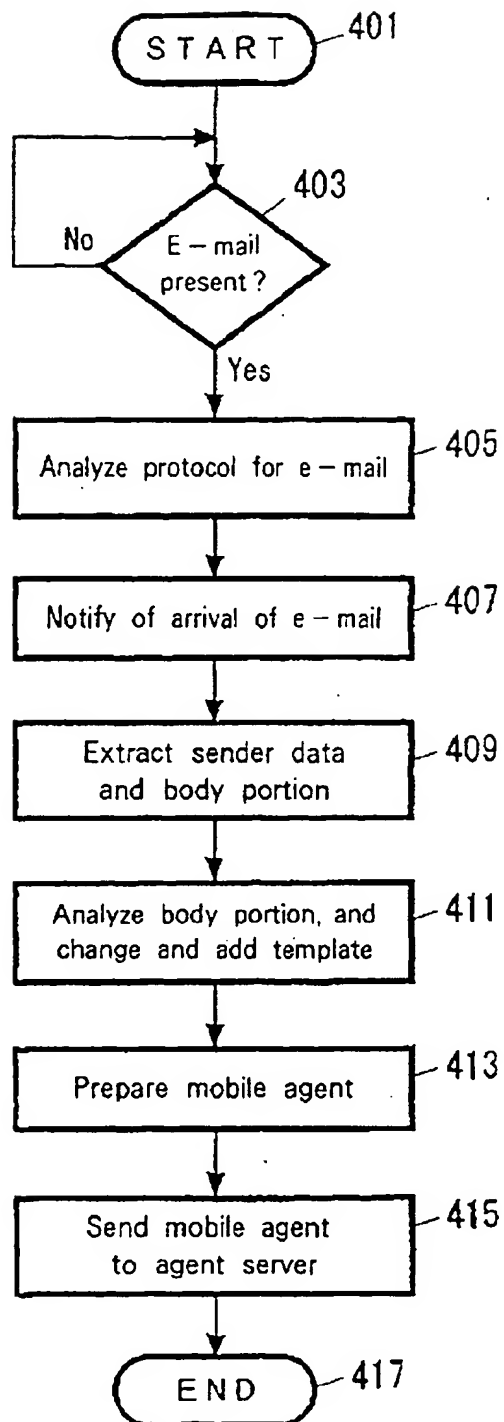 START
401
403
No
E-mail
present?
Yes
Analyze protocol for e-mail
405
Notify of arrival of e-mail
407
Extract sender data
and body portion
409
Analyze body portion, and
change and add template
411
Prepare mobile agent
413
Send mobile agent
to agent server
415
END
417